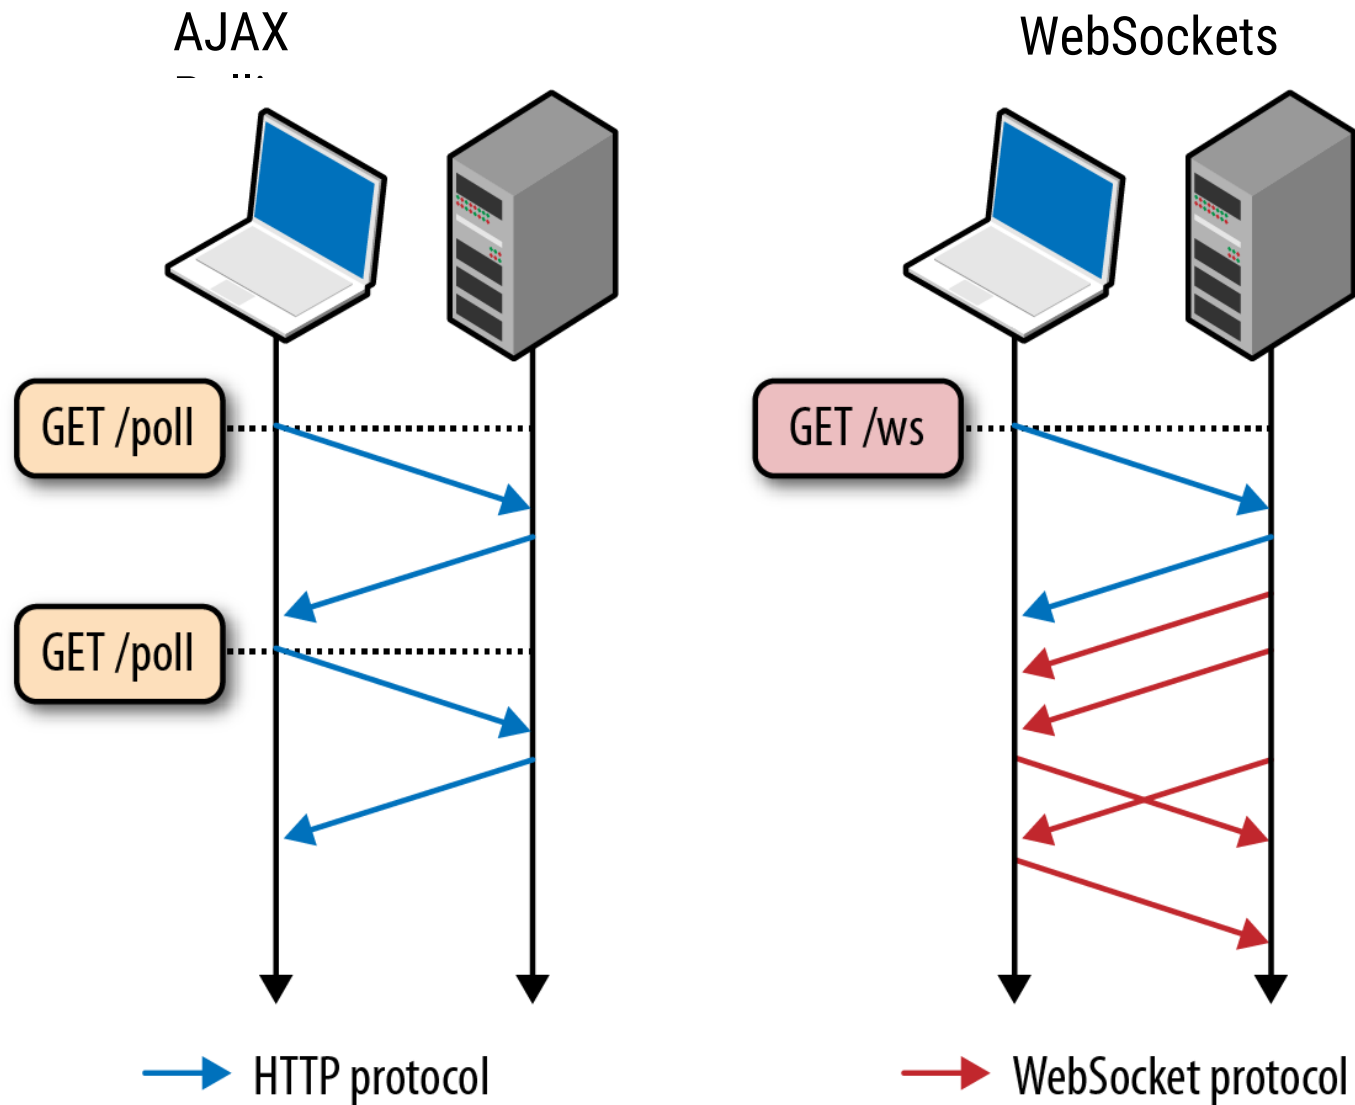 AJAX
WebSockets
GET /poll
GET /ws
GET /poll
HTTP protocol
WebSocket protocol